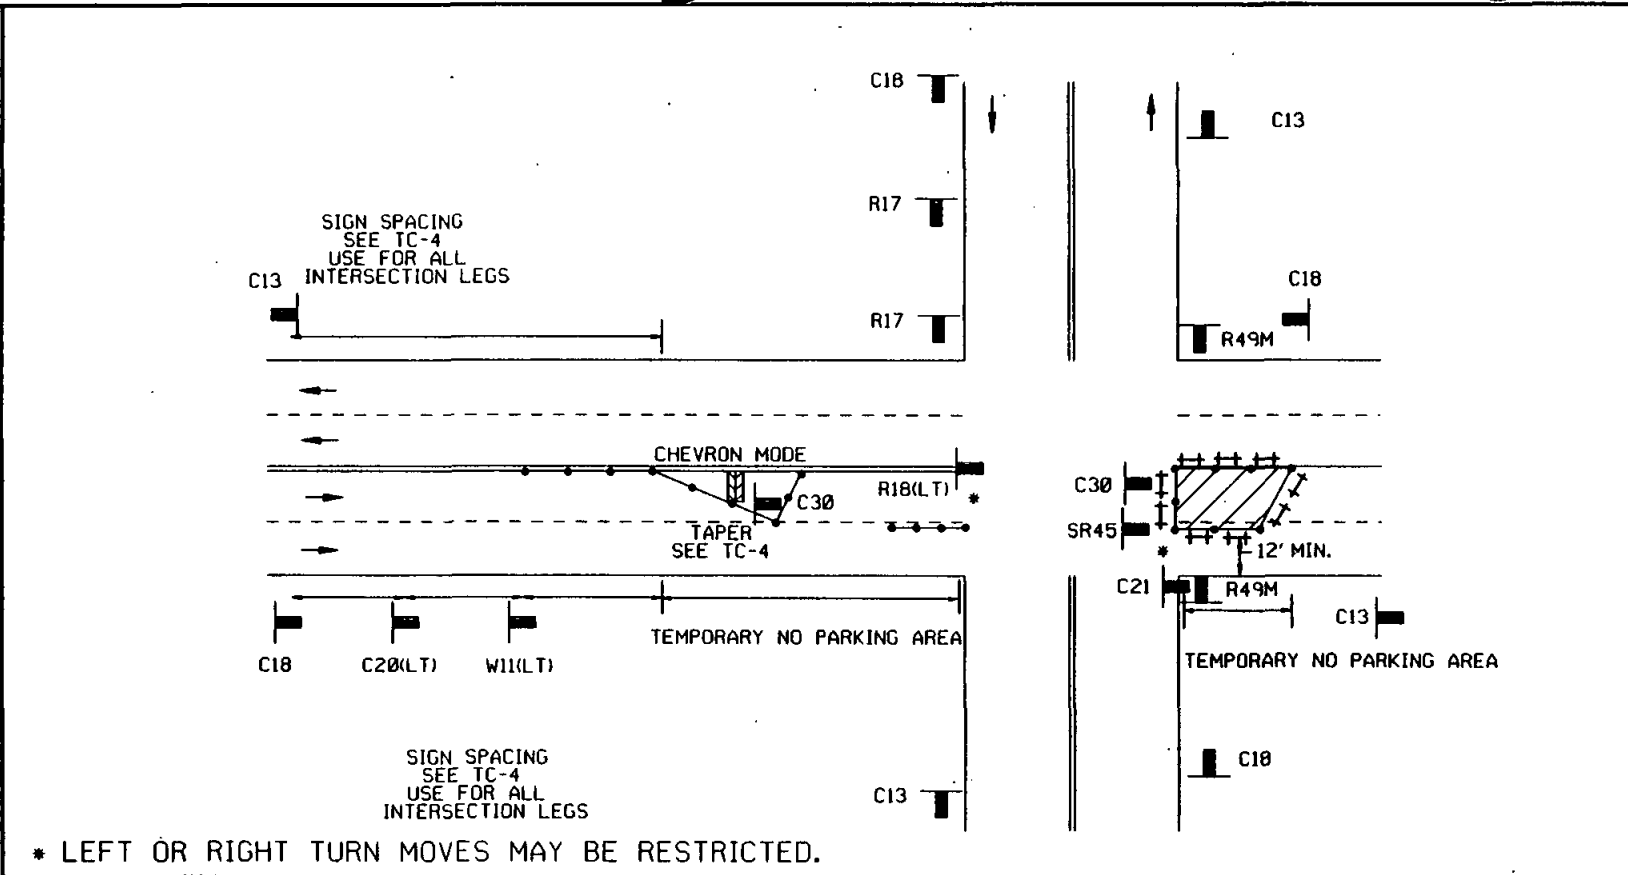 C18
C13
R17
SIGN SPACING
SEE TC-4
USE FOR ALL
INTERSECTION LEGS
C13
C18
R17
R49M
CHEVRON MODE
C30
R18(LT)
*
C30
TAPER
SEE TC-4
SR45
*
12' MIN.
C21
R49M
C13
TEMPORARY NO PARKING AREA
TEMPORARY NO PARKING AREA
C18
C20(LT)
W11(LT)
SIGN SPACING
SEE TC-4
USE FOR ALL
INTERSECTION LEGS
C18
C13
* LEFT OR RIGHT TURN MOVES MAY BE RESTRICTED.